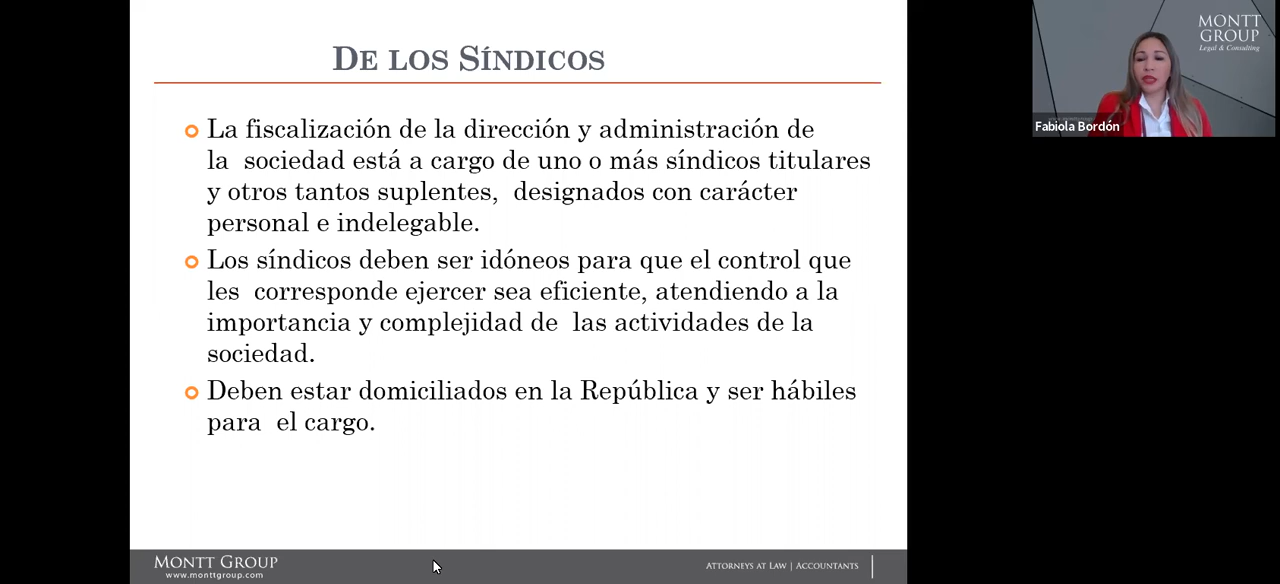 DE LOS SÍNDICOS
La fiscalización de la dirección y administración de
la sociedad está a cargo de uno o más síndicos titulares
y otros tantos suplentes, designados con carácter
personal e indelegable.
Los síndicos deben ser idóneos para que el control que
les corresponde ejercer sea eficiente, atendiendo a la
importancia y complejidad de las actividades de la
sociedad.
Deben estar domiciliados en la República y ser hábiles
para el cargo.
MONTT GROUP
www.monttgroup.com
ATTORNEYS AT LAW | ACCOUNTANTS
MONTT
GROUP
Legal & Consulting
Fabiola Bordón